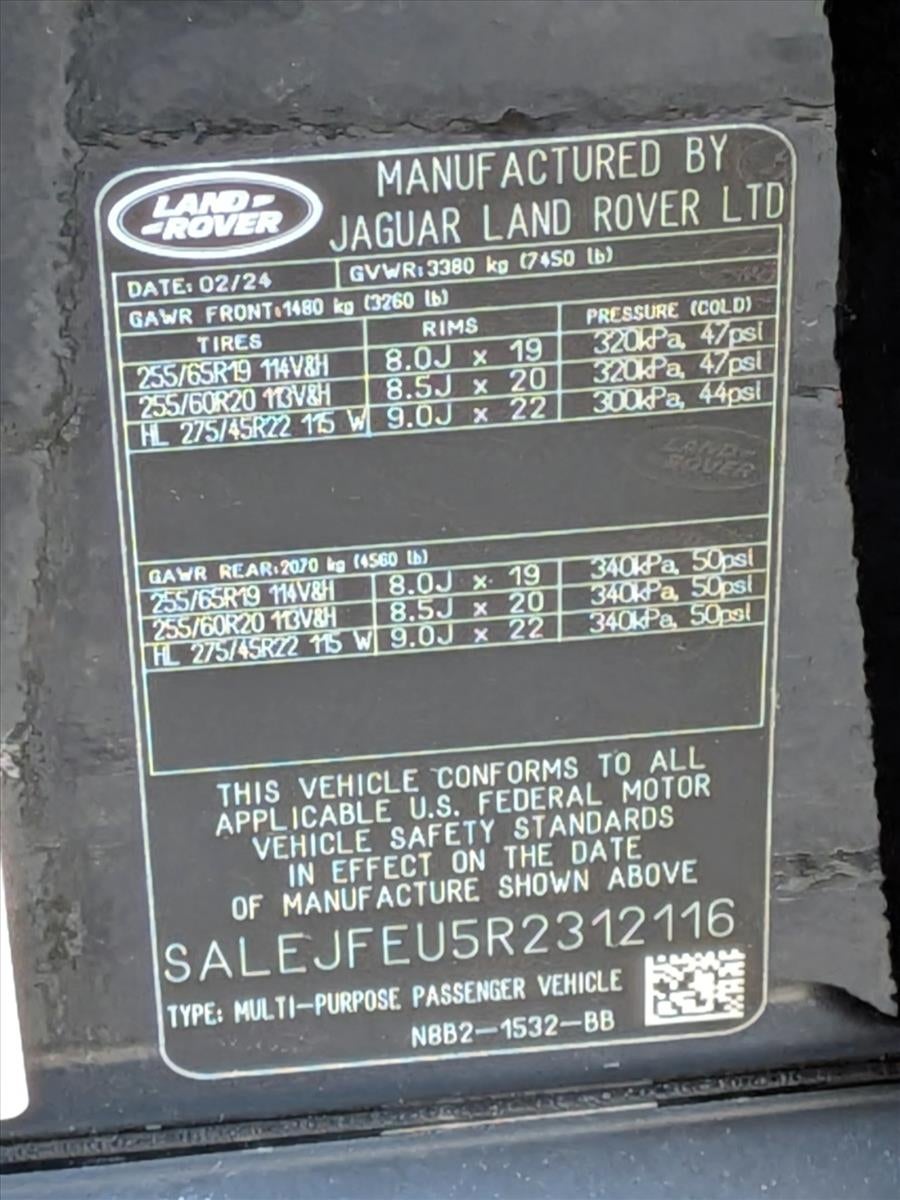 LAND-
-ROVER
MANUFACTURED BY
JAGUAR LAND ROVER LTD
DATE: 02/24 GVWR: 3380 kg (7450 lb)
GAWR FRONT: 1480 kg (3260 lb)
TIRES RIMS PRESSURE (COLD)
255/65R19 114V&H 8.0J x 19 320kPa, 47psi
255/60R20 113V&H 8.5J x 20 320kPa, 47psi
HL 275/45R22 115 W 9.0J x 22 300kPa, 44psi
LAND-
-ROVER
GAWR REAR: 2070 kg (4560 lb)
255/65R19 114V&H 8.0J x 19 340kPa, 50psi
255/60R20 113V&H 8.5J x 20 340kPa, 50psi
HL 275/45R22 115 W 9.0J x 22 340kPa, 50psi
THIS VEHICLE CONFORMS TO ALL
APPLICABLE U.S. FEDERAL MOTOR
VEHICLE SAFETY STANDARDS
IN EFFECT ON THE DATE
OF MANUFACTURE SHOWN ABOVE
SALEJFEU5R2312116
TYPE: MULTI-PURPOSE PASSENGER VEHICLE
N8B2-1532-BB